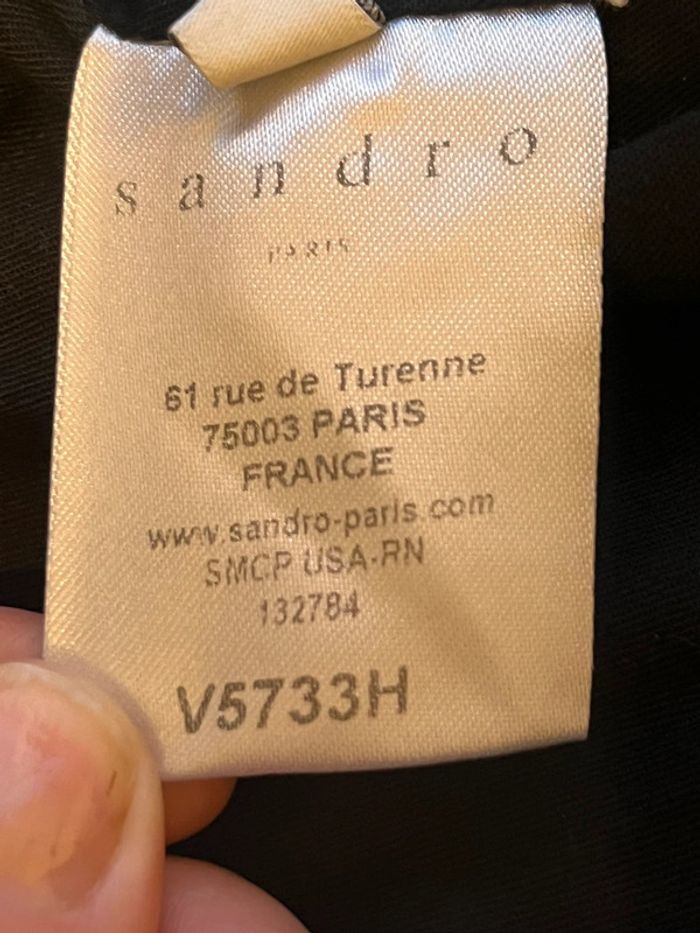 sandro
PARIS
61 rue de Turenne
75003 PARIS
FRANCE
www.sandro-paris.com
SMCP USA-RN
132784
V5733H